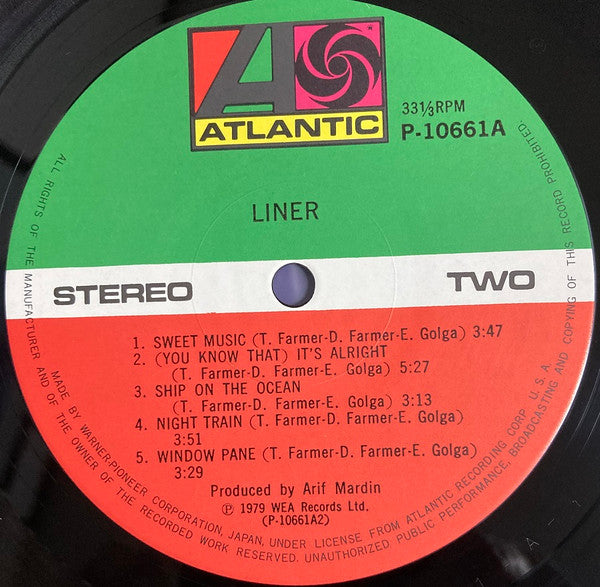 ATLANTIC
33⅓RPM
P-10661A
LINER
STEREO
TWO
1. SWEET MUSIC (T. Farmer-D. Farmer-E. Golga) 3:47
2. (YOU KNOW THAT) IT'S ALRIGHT
(T. Farmer-D. Farmer-E. Golga) 5:27
3. SHIP ON THE OCEAN
(T. Farmer-D. Farmer-E. Golga) 3:13
4. NIGHT TRAIN (T. Farmer-D. Farmer-E. Golga)
3:51
5. WINDOW PANE (T. Farmer-D. Farmer-E. Golga)
3:29
Produced by Arif Mardin
Ⓟ 1979 WEA Records Ltd.
(P-10661A2)
MADE BY WARNER-PIONEER CORPORATION, JAPAN, UNDER LICENSE FROM ATLANTIC RECORDING CORP. U.S.A.
ALL RIGHTS OF THE MANUFACTURER AND OF THE OWNER OF THE RECORDED WORK RESERVED. UNAUTHORIZED PUBLIC PERFORMANCE, BROADCASTING AND COPYING OF THIS RECORD PROHIBITED.